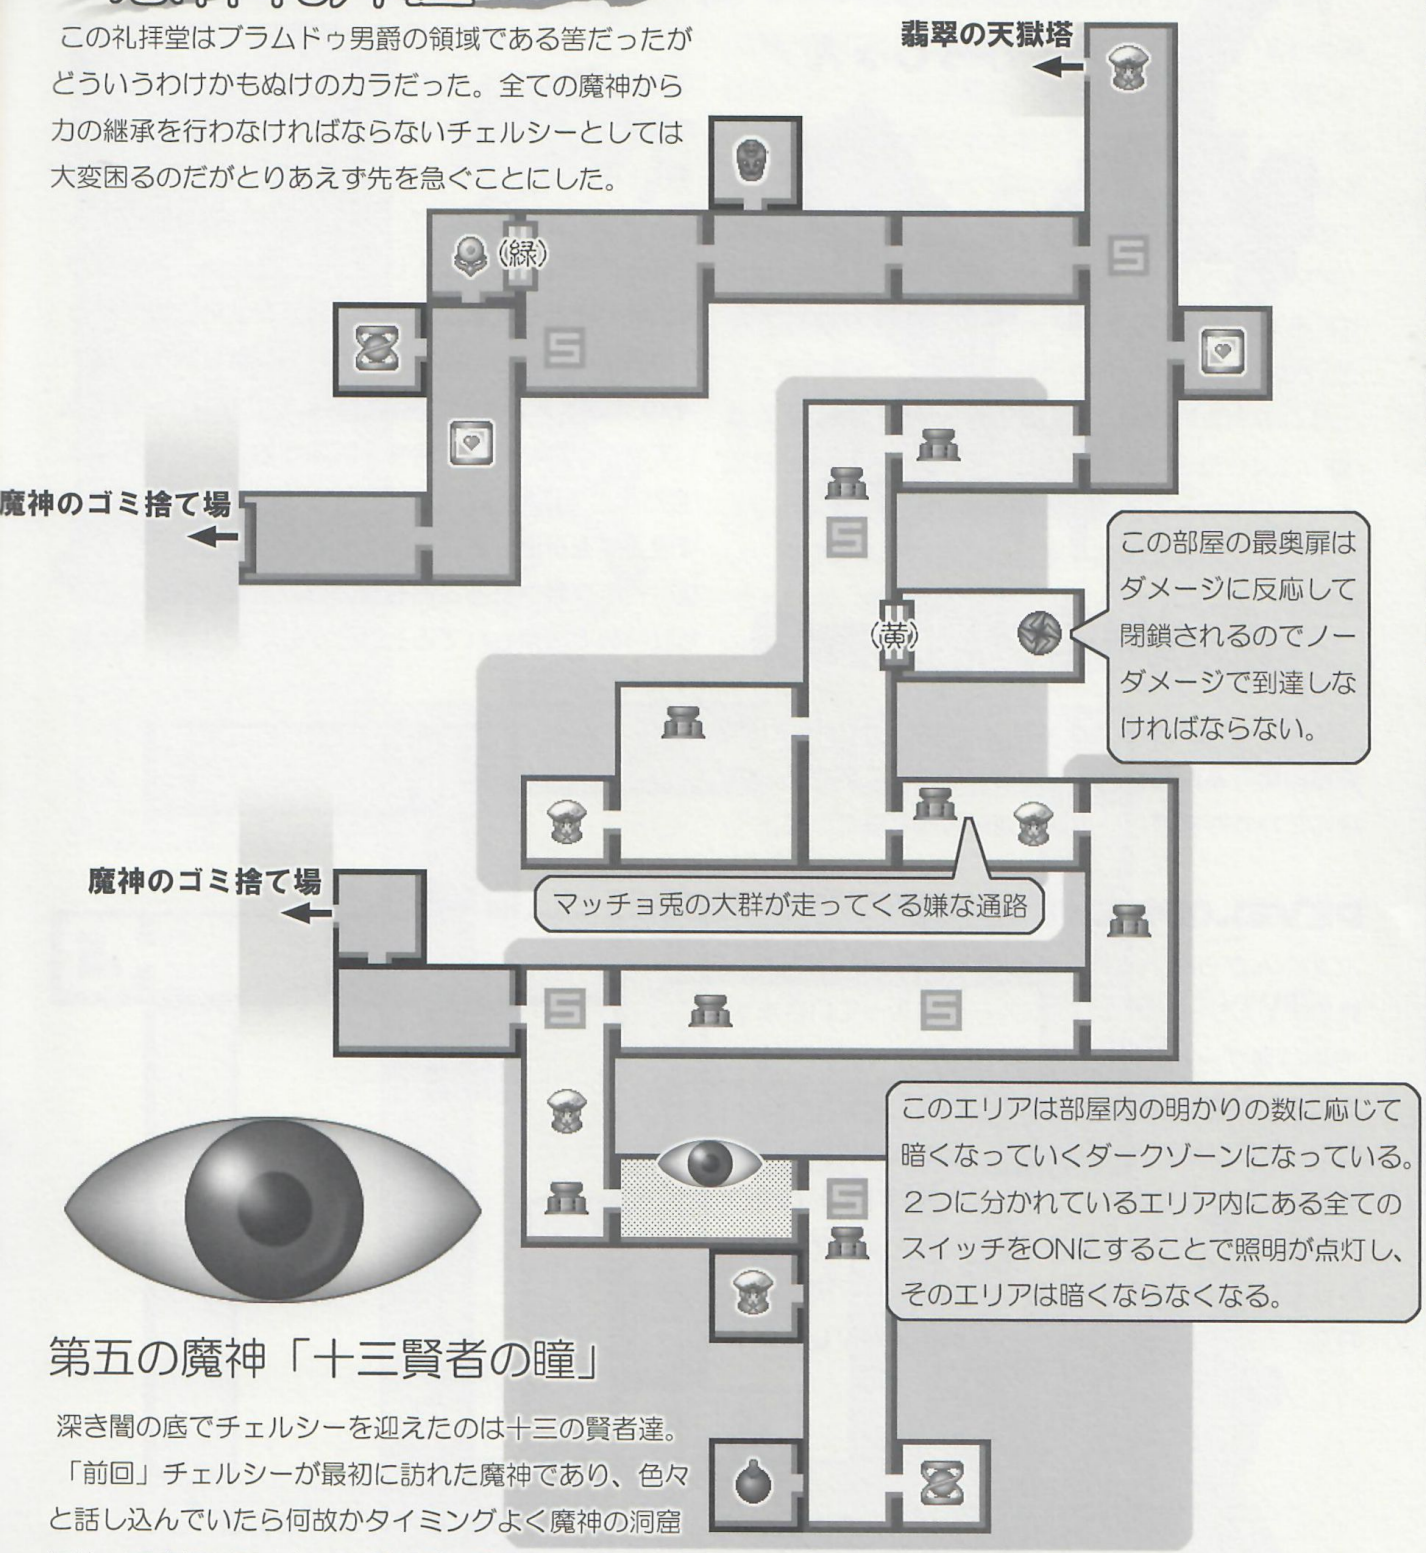 この礼拝堂はブラムドゥ男爵の領域である筈だったが
どういうわけかもぬけのカラだった。全ての魔神から
力の継承を行わなければならないチェルシーとしては
大変困るのだがとりあえず先を急ぐことにした。
翡翠の天獄塔
(緑)
S
S
魔神のゴミ捨て場
S
(黄)
この部屋の最奥扉は
ダメージに反応して
閉鎖されるのでノー
ダメージで到達しな
ければならない。
マッチョ兎の大群が走ってくる嫌な通路
魔神のゴミ捨て場
S
S
S
このエリアは部屋内の明かりの数に応じて
暗くなっていくダークゾーンになっている。
２つに分かれているエリア内にある全ての
スイッチをONにすることで照明が点灯し、
そのエリアは暗くならなくなる。
第五の魔神「十三賢者の瞳」
深き闇の底でチェルシーを迎えたのは十三の賢者達。
「前回」チェルシーが最初に訪れた魔神であり、色々
と話し込んでいたら何故かタイミングよく魔神の洞窟